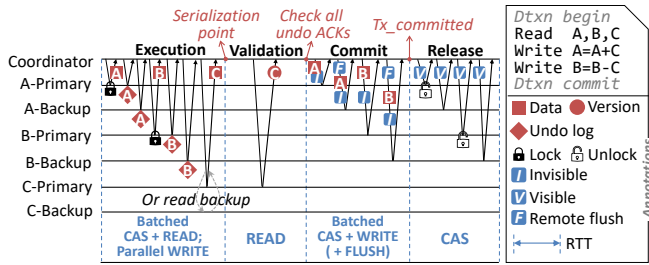 Serialization
point
Check all
undo ACKs
Tx_committed
Execution
Validation
Commit
Release
Coordinator
A-Primary
A-Backup
B-Primary
B-Backup
C-Primary
C-Backup
A
B
C
C
A
F
B
F
V
V
V
V
A
I
A
I
I
B
I
A
B
B
Or read backup
Batched
CAS + READ;
Parallel WRITE
READ
Batched
CAS + WRITE
( + FLUSH)
CAS
Dtxn begin
Read A,B,C
Write A=A+C
Write B=B-C
Dtxn commit
Data
Version
Undo log
Lock
Unlock
I Invisible
V Visible
F Remote flush
RTT
Annotations